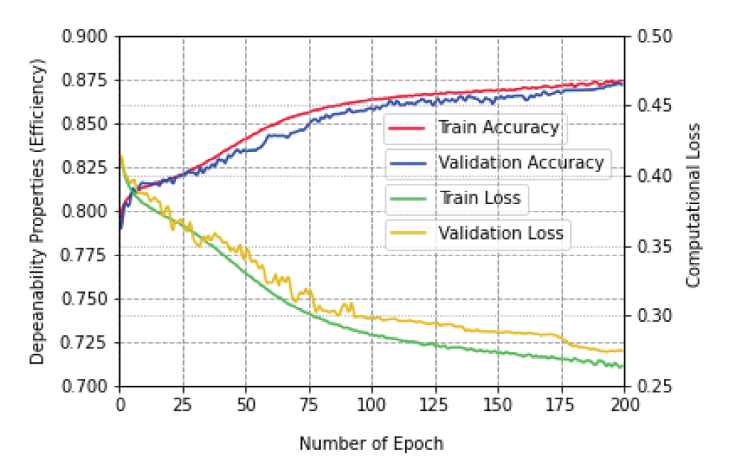 0.900
0.875
0.850
0.825
0.800
0.775
0.750
0.725
0.700
Depeanability Properties (Efficiency)
0.50
0.45
0.40
0.35
0.30
0.25
Computational Loss
Train Accuracy
Validation Accuracy
Train Loss
Validation Loss
0 25 50 75 100 125 150 175 200
Number of Epoch